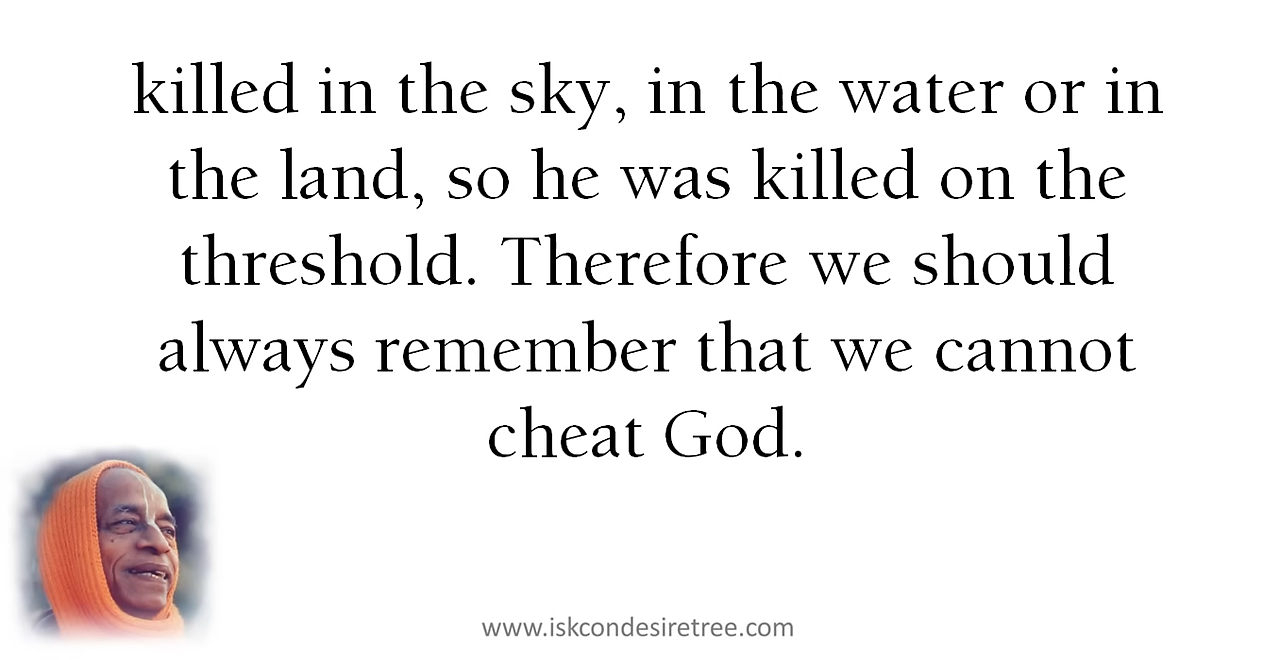 killed in the sky, in the water or in
the land, so he was killed on the
threshold. Therefore we should
always remember that we cannot
cheat God.
www.iskcondesiretree.com